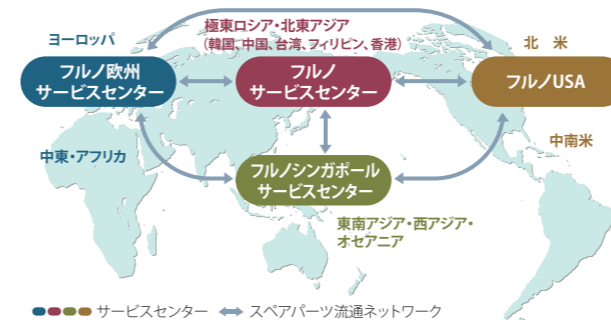 ヨーロッパ
極東ロシア・北東アジア
(韓国、中国、台湾、フィリピン、香港)
北 米
フルノ欧州
サービスセンター
フルノ
サービスセンター
フルノUSA
中東・アフリカ
中南米
フルノシンガポール
サービスセンター
東南アジア・西アジア・
オセアニア
サービスセンター
スペアパーツ流通ネットワーク